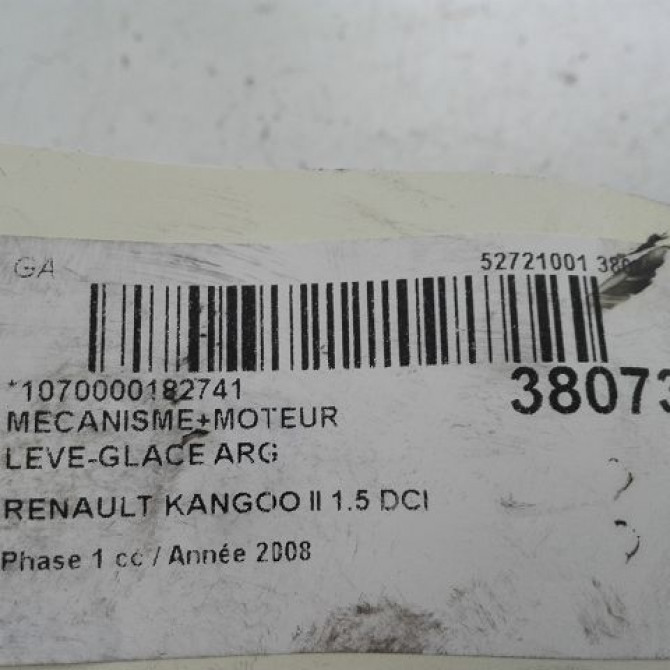 GA
52721001
*1070000182741
38073
MECANISME+MOTEUR
LEVE-GLACE ARG
RENAULT KANGOO II 1.5 DCI
Phase 1 cc / Année 2008